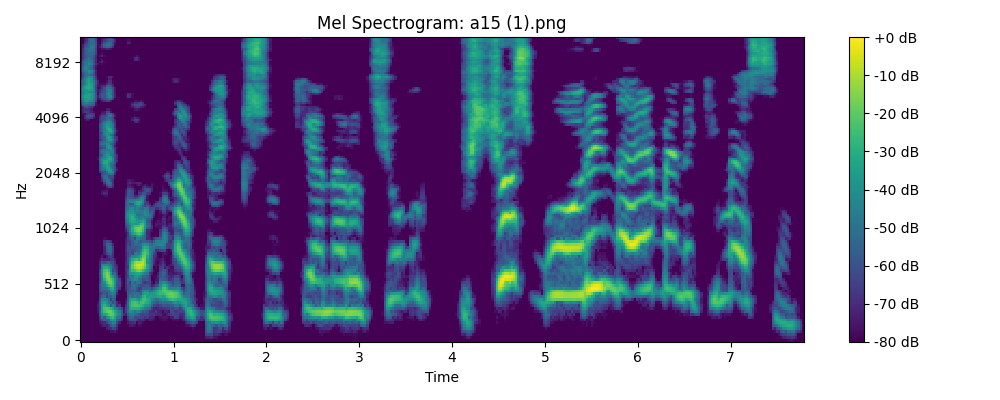 Mel Spectrogram: a15 (1).png
Hz
8192
4096
2048
1024
512
0
0 1 2 3 4 5 6 7
Time
+0 dB
-10 dB
-20 dB
-30 dB
-40 dB
-50 dB
-60 dB
-70 dB
-80 dB